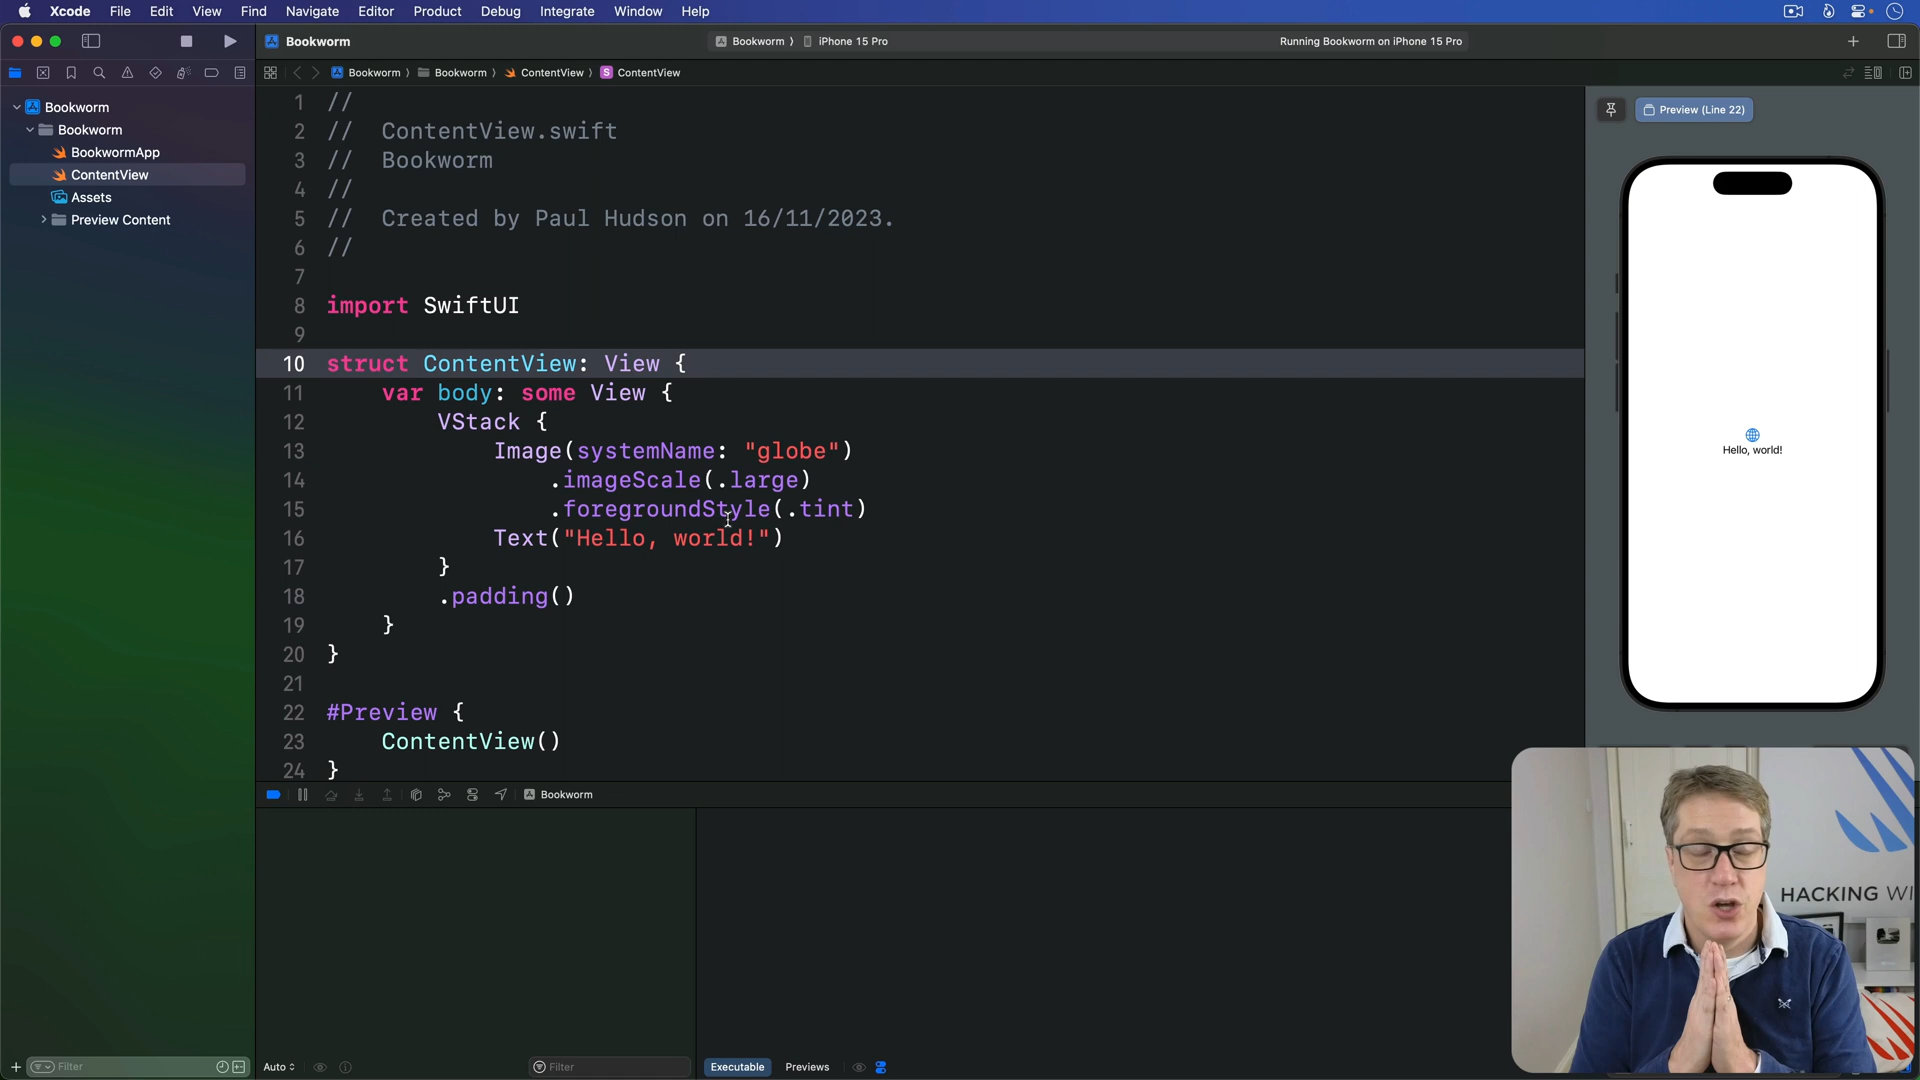 Xcode File Edit View Find Navigate Editor Product Debug Integrate Window Help
Bookworm
Bookworm iPhone 15 Pro
Running Bookworm on iPhone 15 Pro
Bookworm Bookworm ContentView ContentView
Bookworm
Bookworm
BookwormApp
ContentView
Assets
Preview Content
1 //
2 //  ContentView.swift
3 //  Bookworm
4 //
5 //  Created by Paul Hudson on 16/11/2023.
6 //
7
8 import SwiftUI
9
10 struct ContentView: View {
11     var body: some View {
12         VStack {
13             Image(systemName: "globe")
14                 .imageScale(.large)
15                 .foregroundStyle(.tint)
16             Text("Hello, world!")
17         }
18         .padding()
19     }
20 }
21
22 #Preview {
23     ContentView()
24 }
Preview (Line 22)
Hello, world!
Bookworm
HACKING WI
Filter
Auto
Filter
Executable Previews